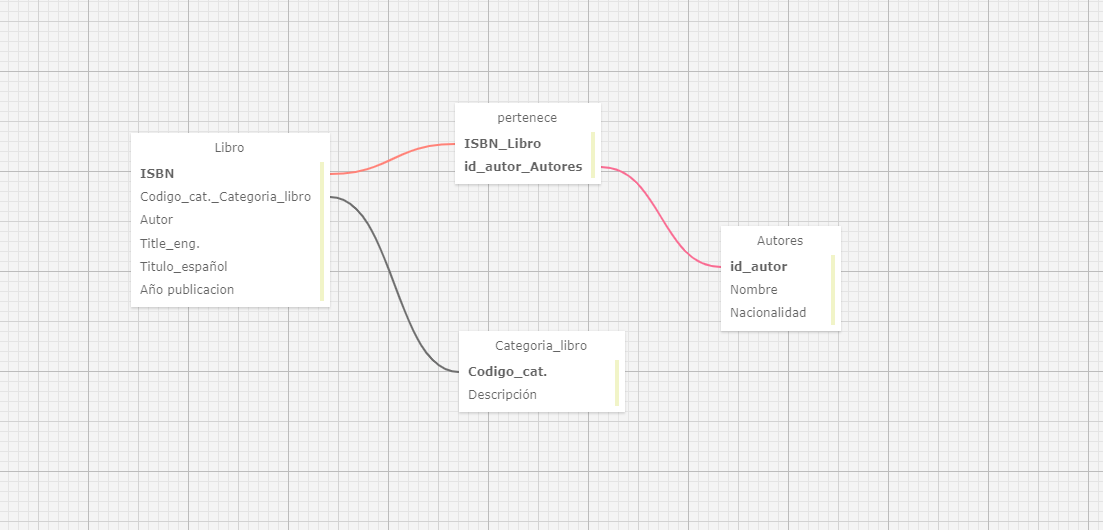 Libro
ISBN
Codigo_cat._Categoria_libro
Autor
Title_eng.
Titulo_español
Año publicacion
pertenece
ISBN_Libro
id_autor_Autores
Autores
id_autor
Nombre
Nacionalidad
Categoria_libro
Codigo_cat.
Descripción